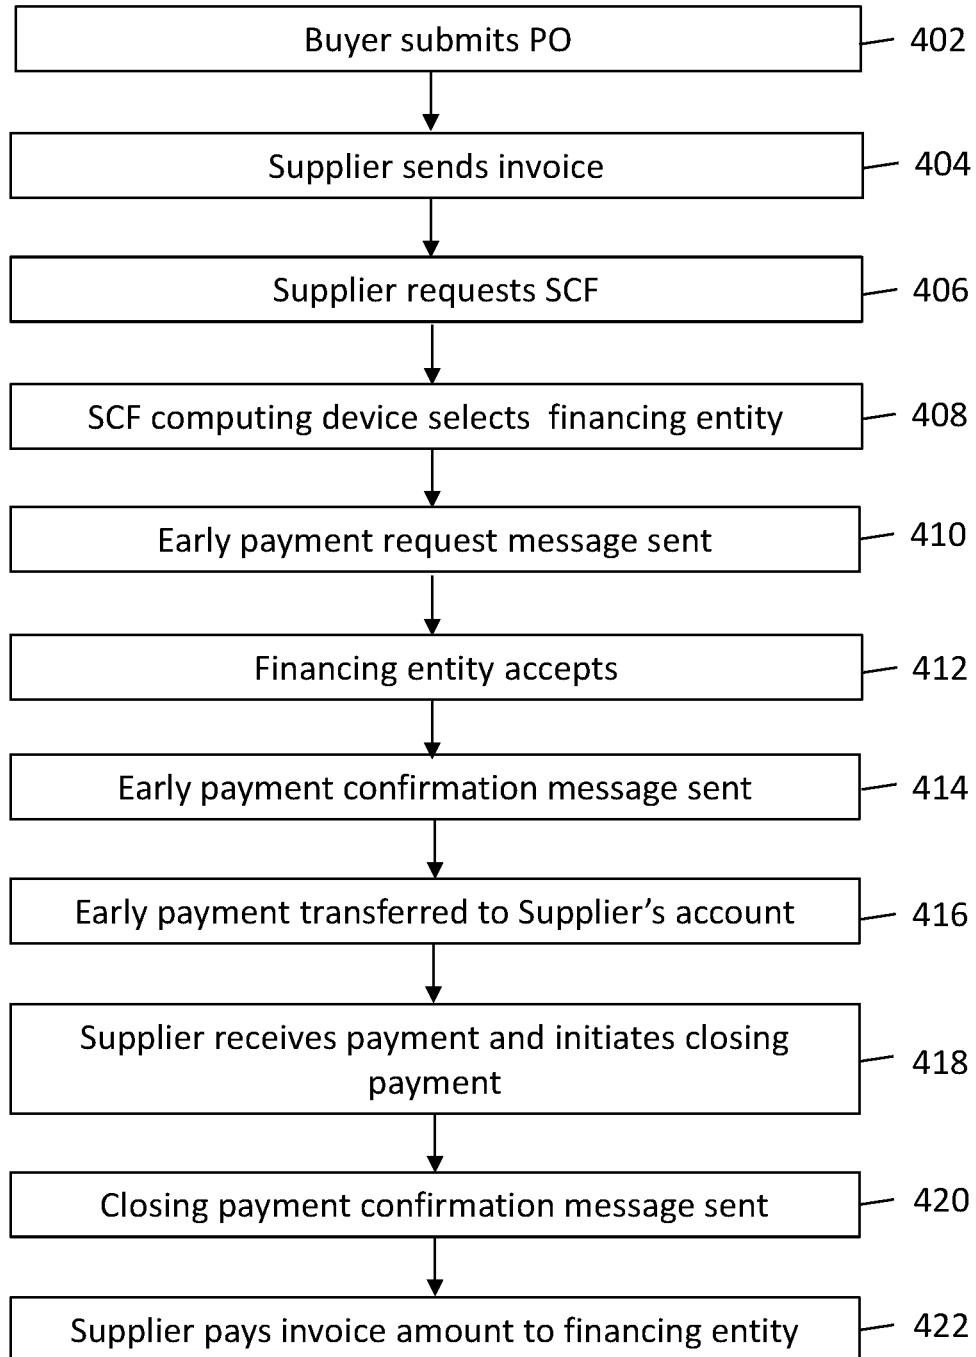 Buyer submits PO
402
Supplier sends invoice
404
Supplier requests SCF
406
SCF computing device selects financing entity
408
Early payment request message sent
410
Financing entity accepts
412
Early payment confirmation message sent
414
Early payment transferred to Supplier's account
416
Supplier receives payment and initiates closing
payment
418
Closing payment confirmation message sent
420
Supplier pays invoice amount to financing entity
422